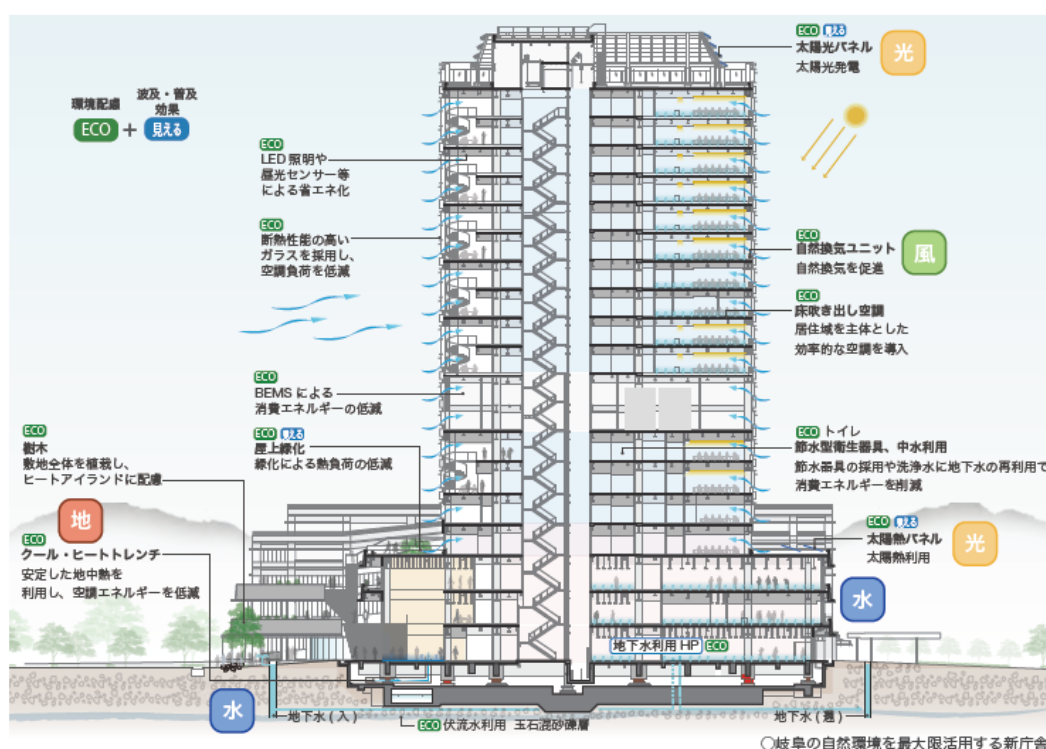 環境配慮
波及・普及
効果
ECO + 見える
ECO 見える
太陽光パネル
太陽光発電
光
ECO
LED 照明や
昼光センサー等
による省エネ化
ECO
断熱性能の高い
ガラスを採用し、
空調負荷を低減
ECO
自然換気ユニット
自然換気を促進
風
ECO
床吹き出し空調
居住域を主体とした
効率的な空調を導入
ECO
BEMS による
消費エネルギーの低減
ECO 見える
屋上緑化
緑化による熱負荷の低減
ECO トイレ
節水型衛生器具、中水利用
節水器具の採用や洗浄水に地下水の再利用で
消費エネルギーを削減
ECO
樹木
敷地全体を植栽し、
ヒートアイランドに配慮
地
ECO
クール・ヒートトレンチ
安定した地中熱を
利用し、空調エネルギーを低減
ECO 見える
太陽熱パネル
太陽熱利用
光
水
地下水利用 HP ECO
水
地下水 ( 入 )
ECO 伏流水利用 玉石混砂礫層
地下水 ( 還 )
○岐阜の自然環境を最大限活用する新庁舎